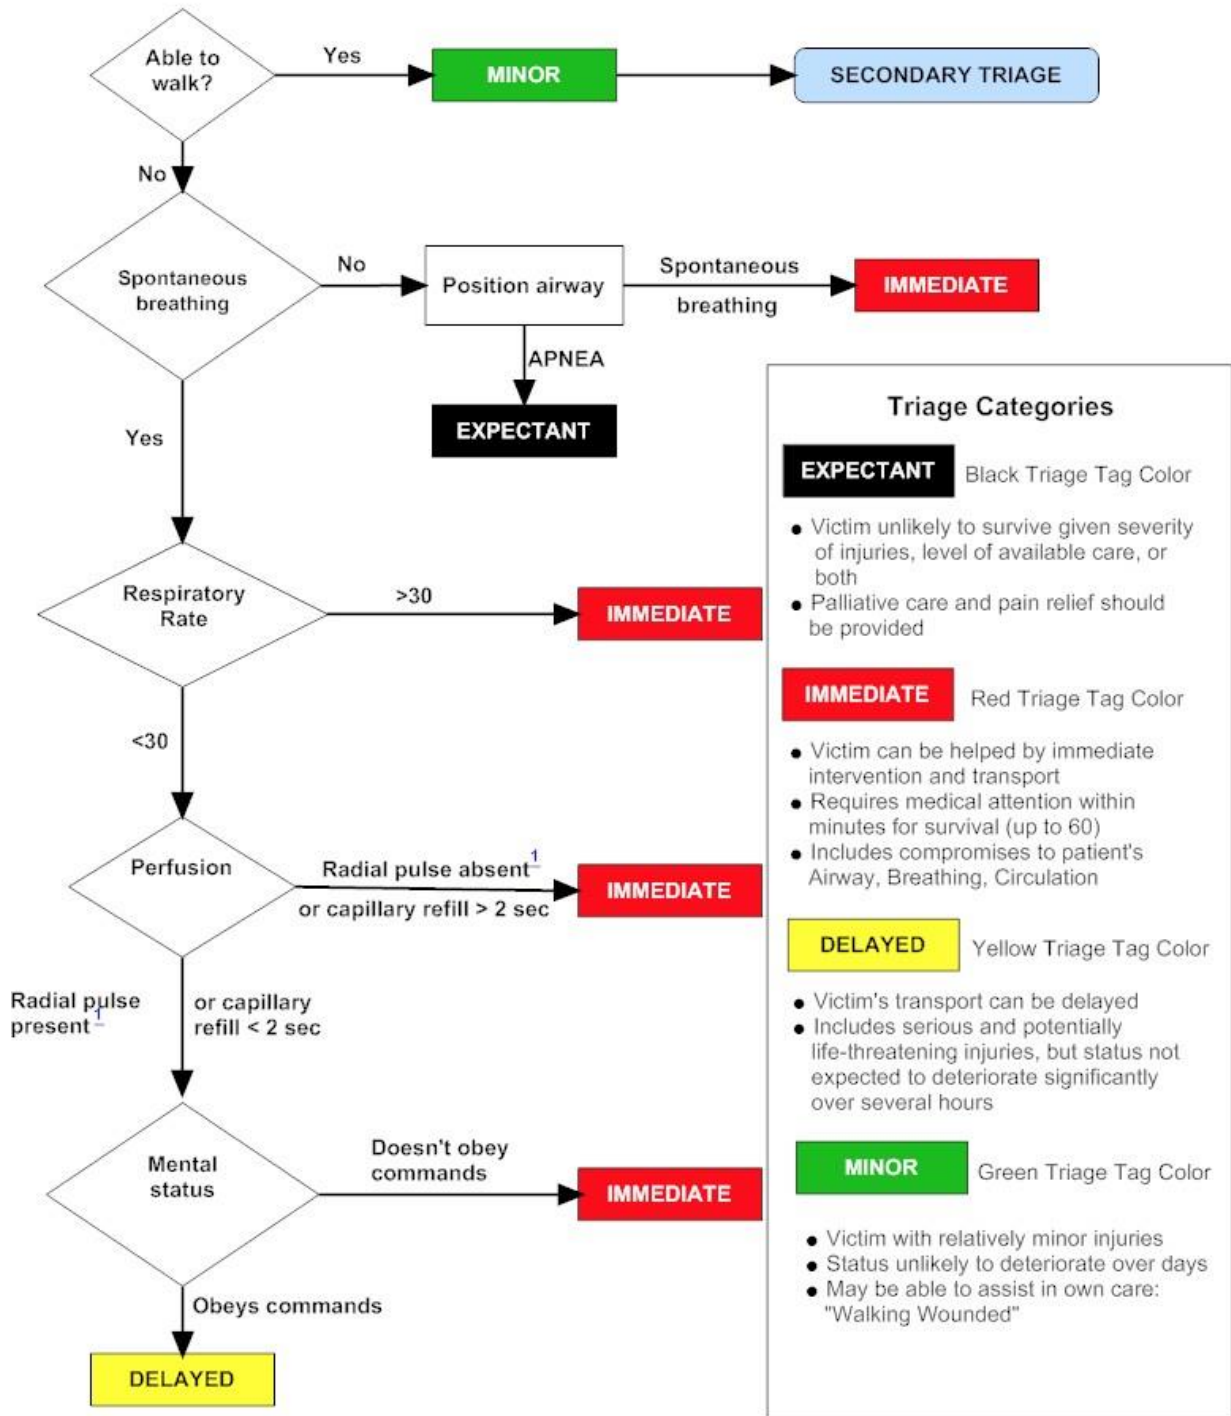 Able to
walk?
Yes
MINOR
SECONDARY TRIAGE
No
Spontaneous
breathing
No
Position airway
Spontaneous
breathing
IMMEDIATE
APNEA
EXPECTANT
Yes
Respiratory
Rate
>30
IMMEDIATE
<30
Perfusion
Radial pulse absent1
or capillary refill > 2 sec
IMMEDIATE
Radial pulse
present1
or capillary
refill < 2 sec
Mental
status
Doesn't obey
commands
IMMEDIATE
Obeys commands
DELAYED
Triage Categories
EXPECTANT Black Triage Tag Color
● Victim unlikely to survive given severity
of injuries, level of available care, or
both
● Palliative care and pain relief should
be provided
IMMEDIATE Red Triage Tag Color
● Victim can be helped by immediate
intervention and transport
● Requires medical attention within
minutes for survival (up to 60)
● Includes compromises to patient's
Airway, Breathing, Circulation
DELAYED Yellow Triage Tag Color
● Victim's transport can be delayed
● Includes serious and potentially
life-threatening injuries, but status not
expected to deteriorate significantly
over several hours
MINOR Green Triage Tag Color
● Victim with relatively minor injuries
● Status unlikely to deteriorate over days
● May be able to assist in own care:
"Walking Wounded"